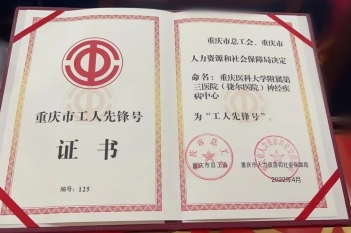 重庆市工人先锋号
证书
编号：125
重庆市总工会、重庆市
人力资源和社会保障局决定
命名：重庆医科大学附属第
三医院（捷尔医院）神经疾
病中心
为“工人先锋号”。
重庆市总工会
重庆市人力资源和社会保障局
2022年4月